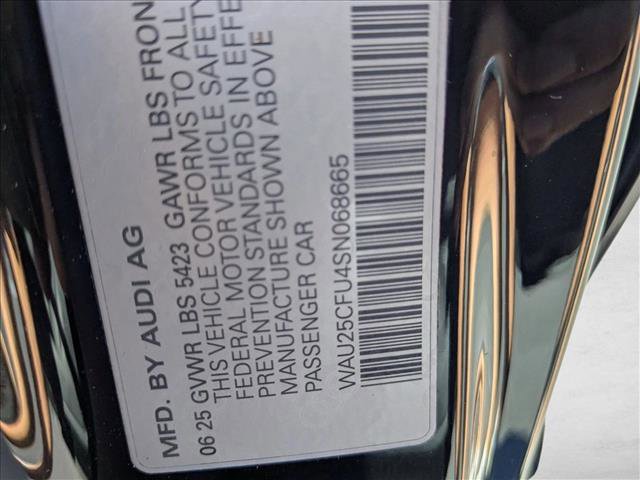 MFD. BY AUDI AG
06 25 GVWR LBS 5423 GAWR LBS FRON
THIS VEHICLE CONFORMS TO ALL
FEDERAL MOTOR VEHICLE SAFETY
PREVENTION STANDARDS IN EFFE
MANUFACTURE SHOWN ABOVE
PASSENGER CAR
WAU25CFU4SN068665